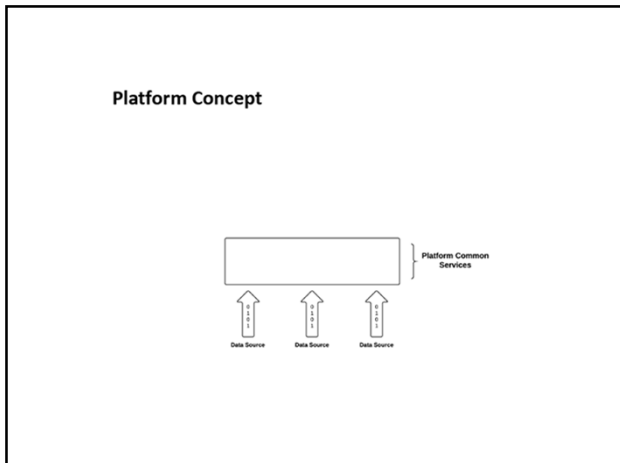 Platform Concept
Platform Common
Services
0
1
0
1
0
1
0
1
0
1
0
1
Data Source
Data Source
Data Source